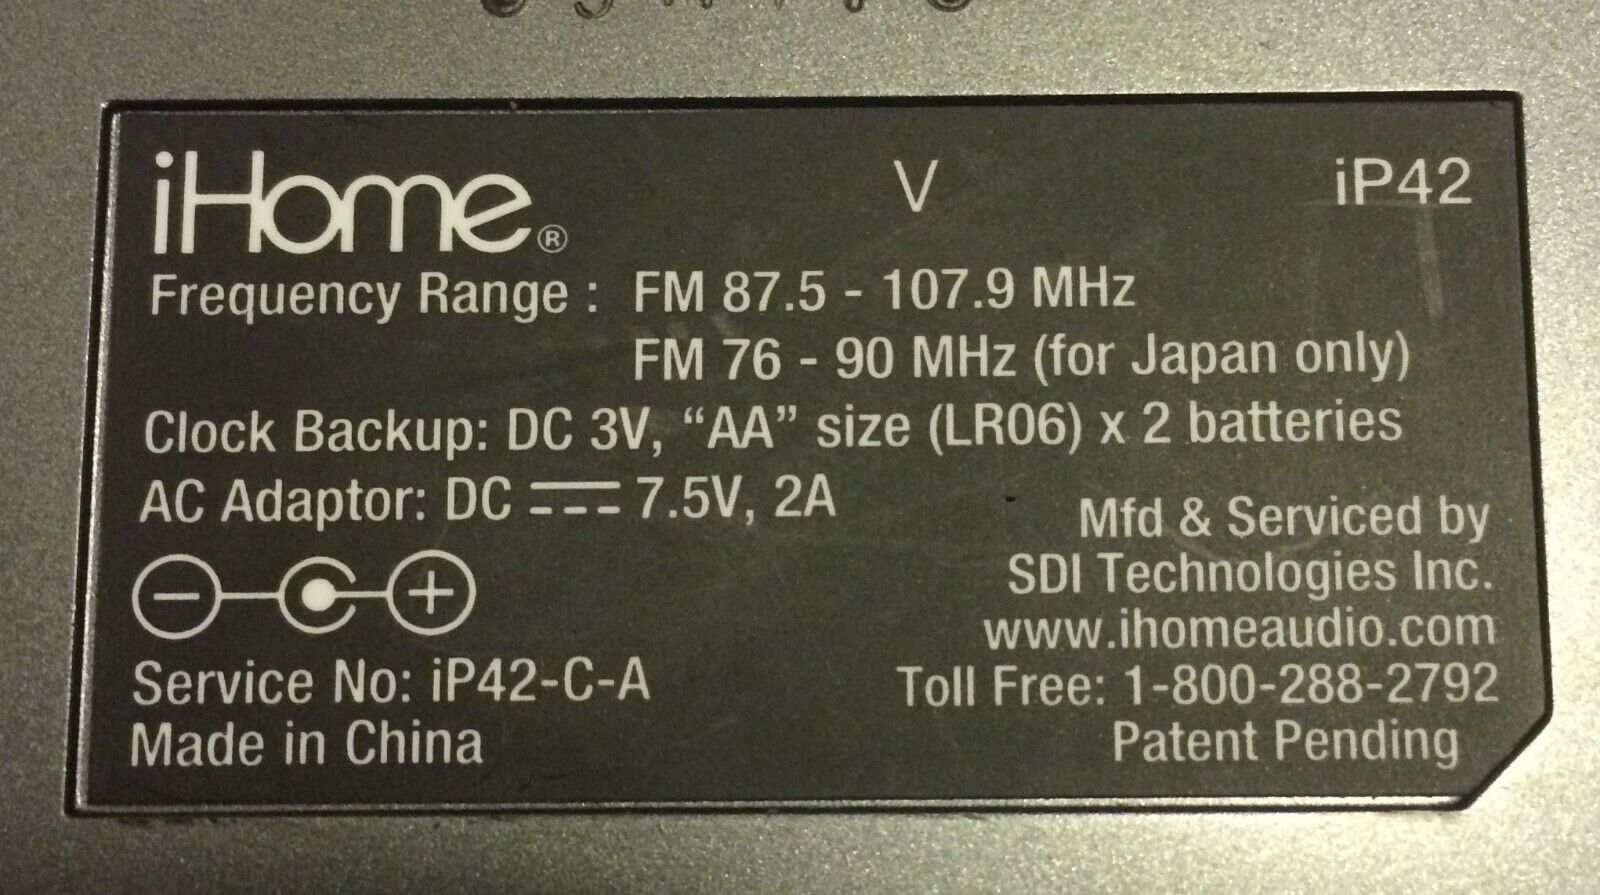 iHome® V iP42
Frequency Range : FM 87.5 - 107.9 MHz
FM 76 - 90 MHz (for Japan only)
Clock Backup: DC 3V, “AA” size (LR06) x 2 batteries
AC Adaptor: DC ⎓ 7.5V, 2A
Mfd & Serviced by
SDI Technologies Inc.
www.ihomeaudio.com
Service No: iP42-C-A
Toll Free: 1-800-288-2792
Made in China
Patent Pending